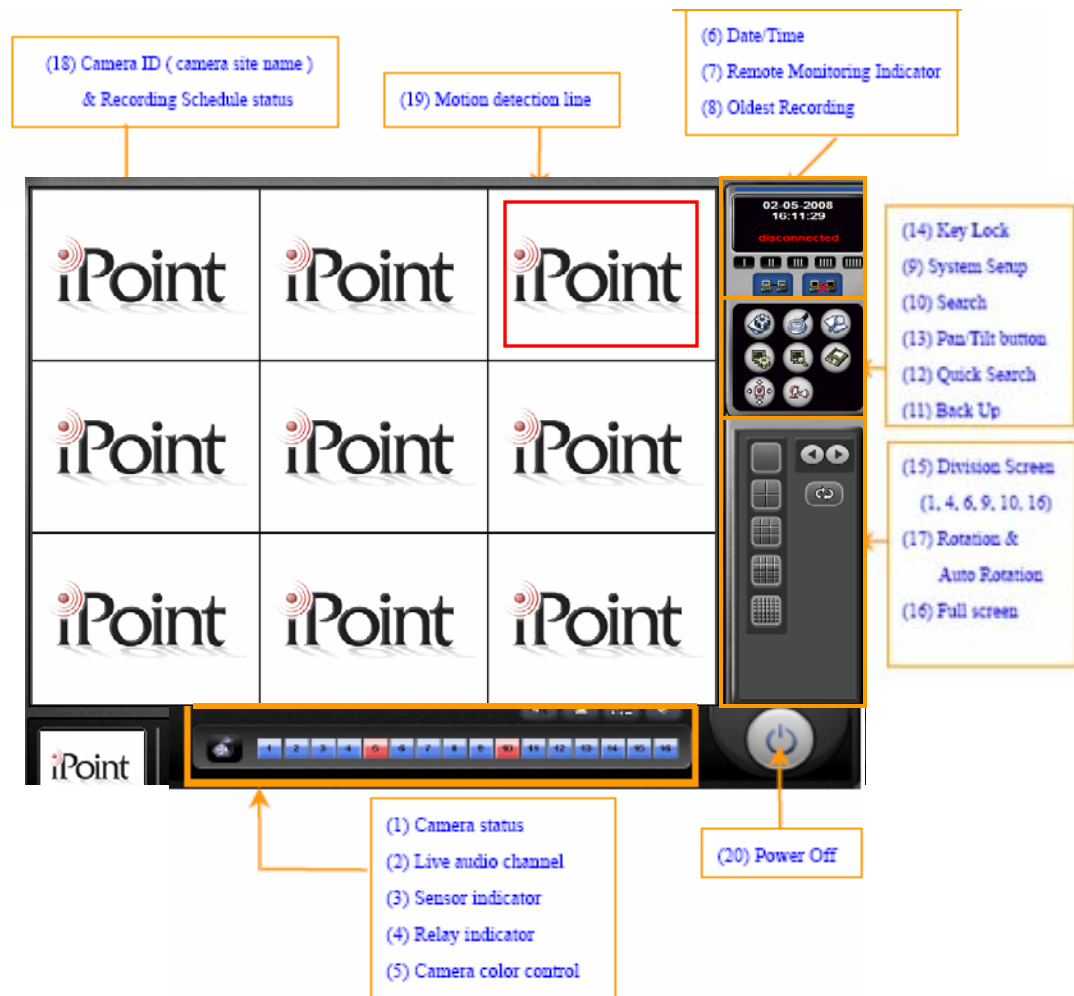 (6) Date/Time
(7) Remote Monitoring Indicator
(8) Oldest Recording
(18) Camera ID ( camera site name )
& Recording Schedule status
(19) Motion detection line
02-05-2008
16:11:29
disconnected
I II III IIII IIIII
iPoint iPoint iPoint
(14) Key Lock
(9) System Setup
(10) Search
(13) Pan/Tilt button
(12) Quick Search
(11) Back Up
iPoint iPoint iPoint
(15) Division Screen
(1, 4, 6, 9, 10, 16)
(17) Rotation &
Auto Rotation
(16) Full screen
iPoint iPoint iPoint
iPoint
1 2 3 4 5 6 7 8 9 10 11 12 13 14 15 16
(1) Camera status
(2) Live audio channel
(3) Sensor indicator
(4) Relay indicator
(5) Camera color control
(20) Power Off